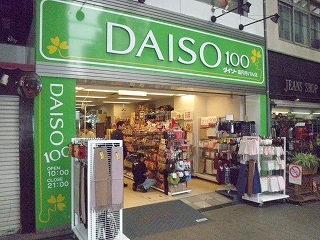 DAISO 100
ダイソー
JEANS SHOP
DAISO
100
OPEN
10:00
CLOSE
21:00